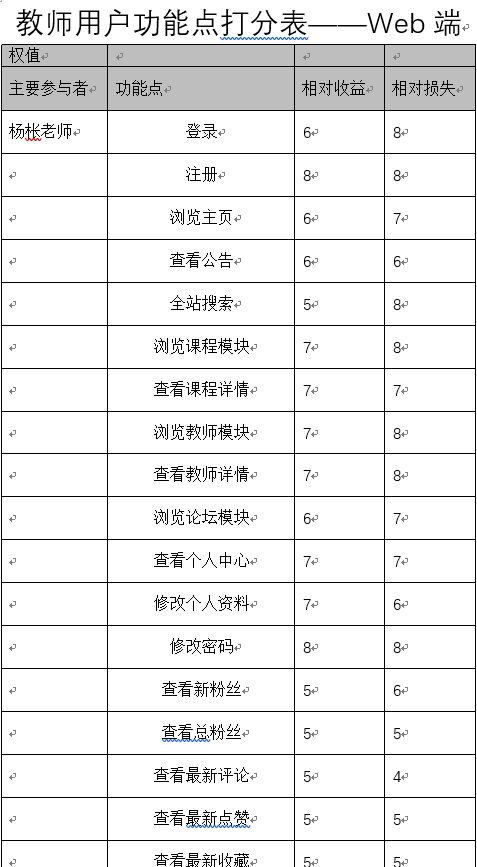 教师用户功能点打分表——Web 端
权值
主要参与者 功能点 相对收益 相对损失
杨枨老师 登录 6 8
注册 8 8
浏览主页 6 7
查看公告 6 6
全站搜索 5 8
浏览课程模块 7 8
查看课程详情 7 7
浏览教师模块 7 8
查看教师详情 7 8
浏览论坛模块 6 7
查看个人中心 7 7
修改个人资料 7 6
修改密码 8 8
查看新粉丝 5 6
查看总粉丝 5 5
查看最新评论 5 4
查看最新点赞 5 5
查看最新收藏 5 5